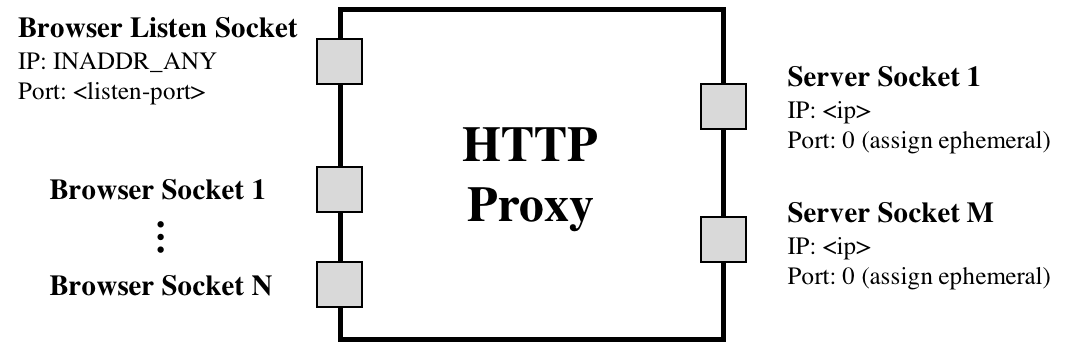 Browser Listen Socket
IP: INADDR_ANY
Port: <listen-port>
Browser Socket 1
Browser Socket N
HTTP
Proxy
Server Socket 1
IP: <ip>
Port: 0 (assign ephemeral)
Server Socket M
IP: <ip>
Port: 0 (assign ephemeral)